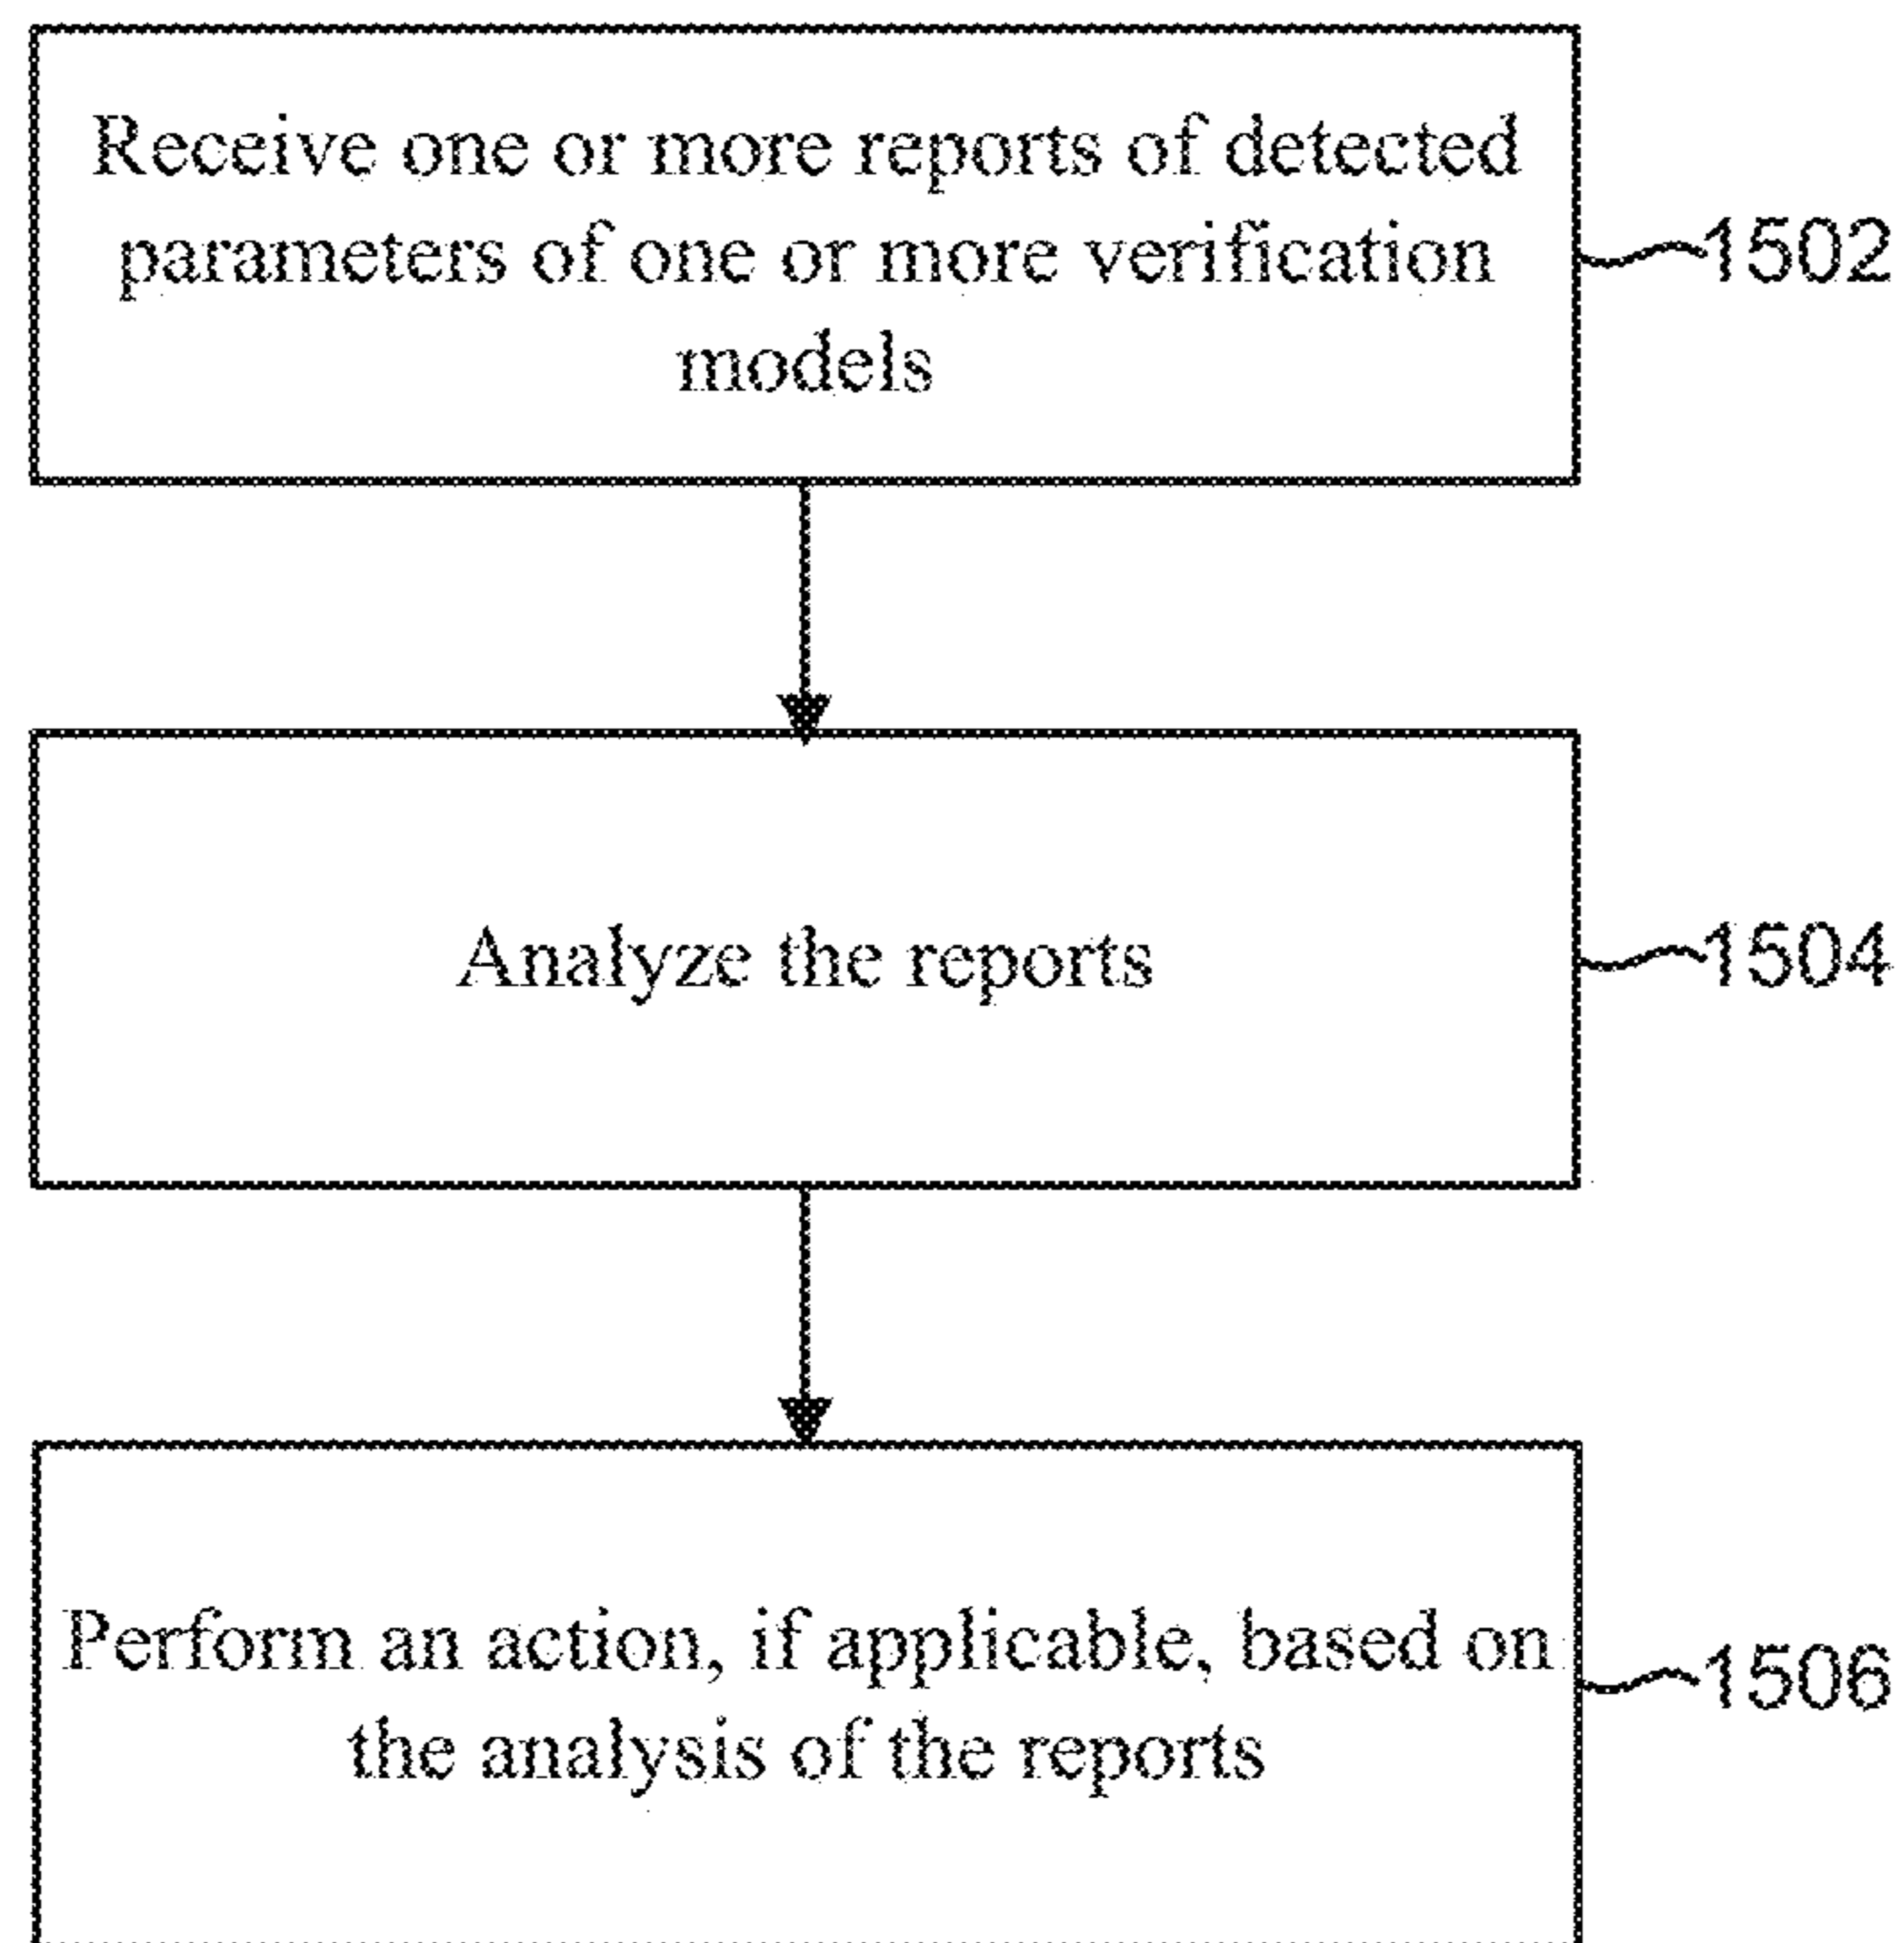 Receive one or more reports of detected
parameters of one or more verification
models
1502
Analyze the reports
1504
Perform an action, if applicable, based on
the analysis of the reports
1506